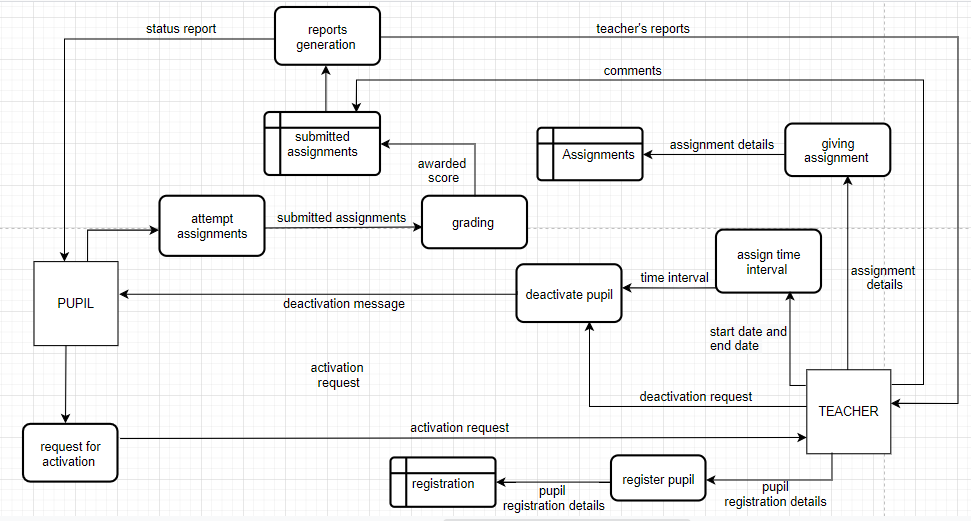 status report
reports
generation
teacher's reports
comments
submitted
assignments
awarded
score
Assignments
assignment details
giving
assignment
attempt
assignments
submitted assignments
grading
assign time
interval
assignment
details
PUPIL
deactivation message
deactivate pupil
time interval
start date and
end date
activation
request
deactivation request
TEACHER
request for
activation
activation request
registration
pupil
registration details
register pupil
pupil
registration details